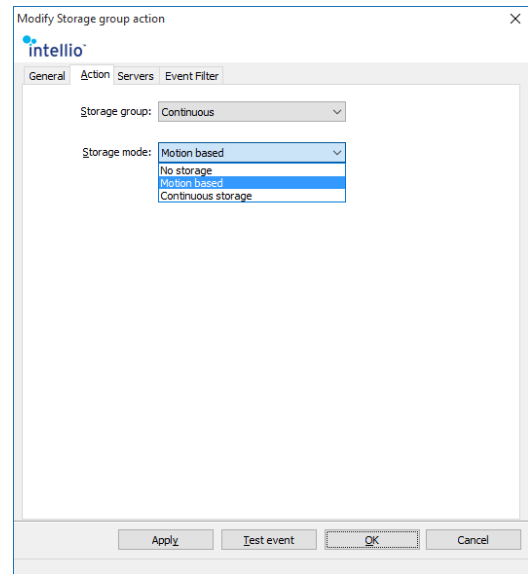 Modify Storage group action
intellio
General Action Servers Event Filter
Storage group: Continuous
Storage mode: Motion based
No storage
Motion based
Continuous storage
Apply Test event OK Cancel